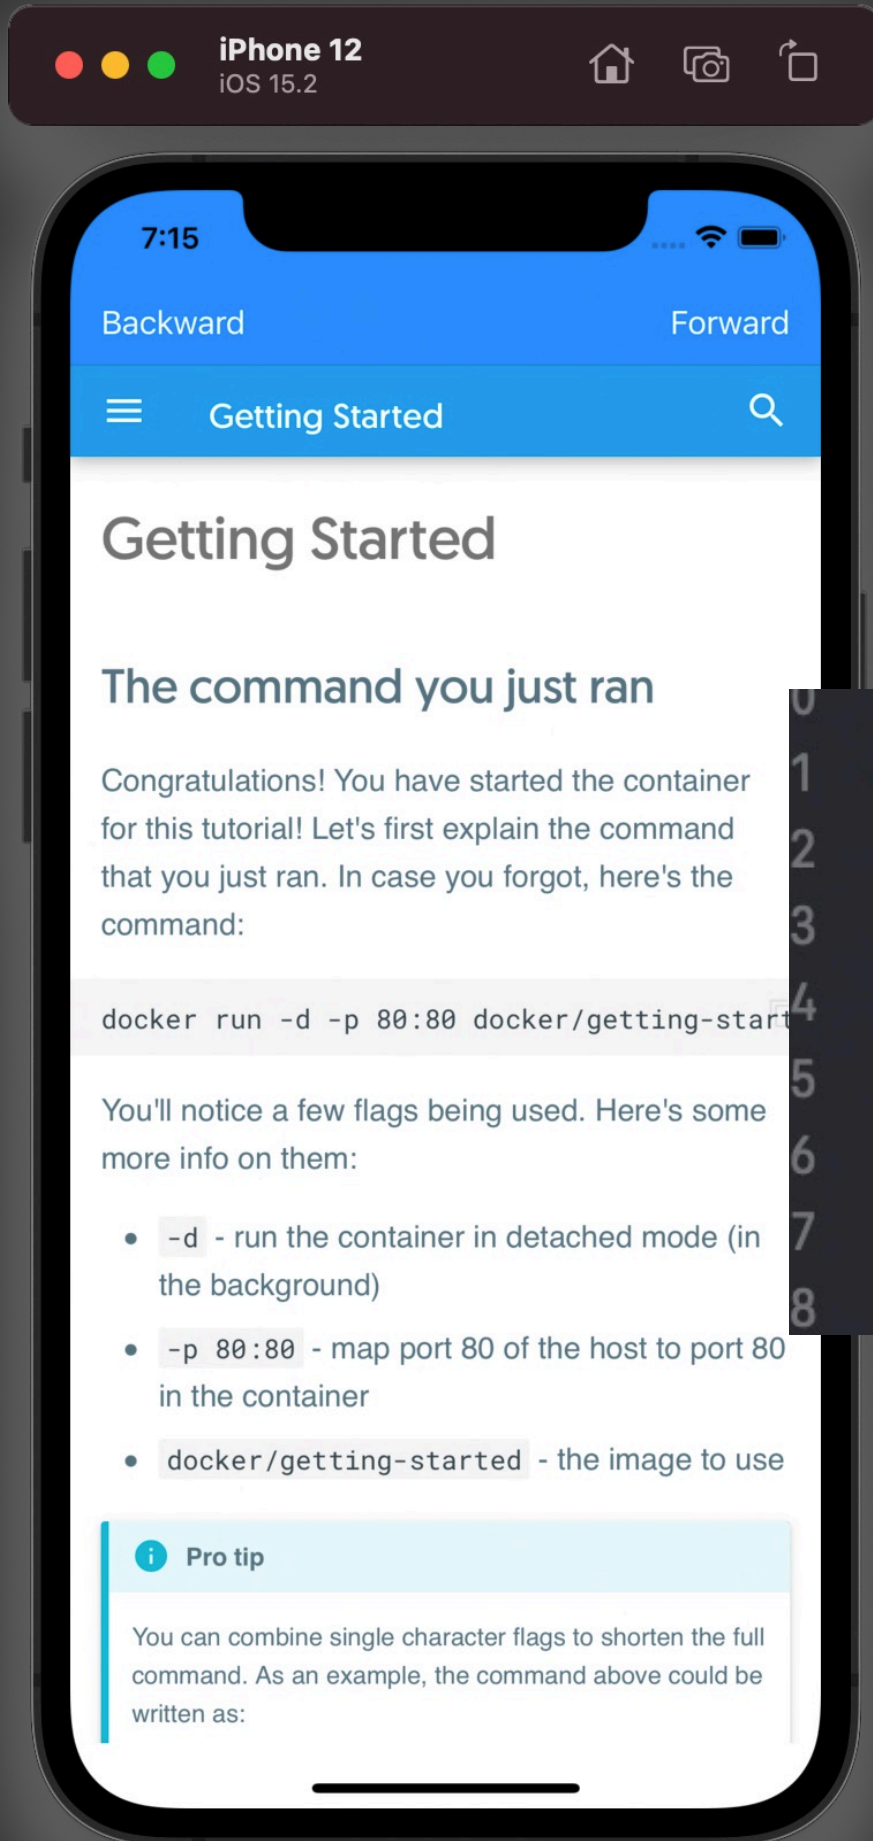 iPhone 12
iOS 15.2
7:15
Backward
Forward
Getting Started
Getting Started
The command you just ran
Congratulations! You have started the container
for this tutorial! Let's first explain the command
that you just ran. In case you forgot, here's the
command:
docker run -d -p 80:80 docker/getting-start
You'll notice a few flags being used. Here's some
more info on them:
-d - run the container in detached mode (in
the background)
-p 80:80 - map port 80 of the host to port 80
in the container
docker/getting-started - the image to use
Pro tip
You can combine single character flags to shorten the full
command. As an example, the command above could be
written as:
0
1
2
3
4
5
6
7
8